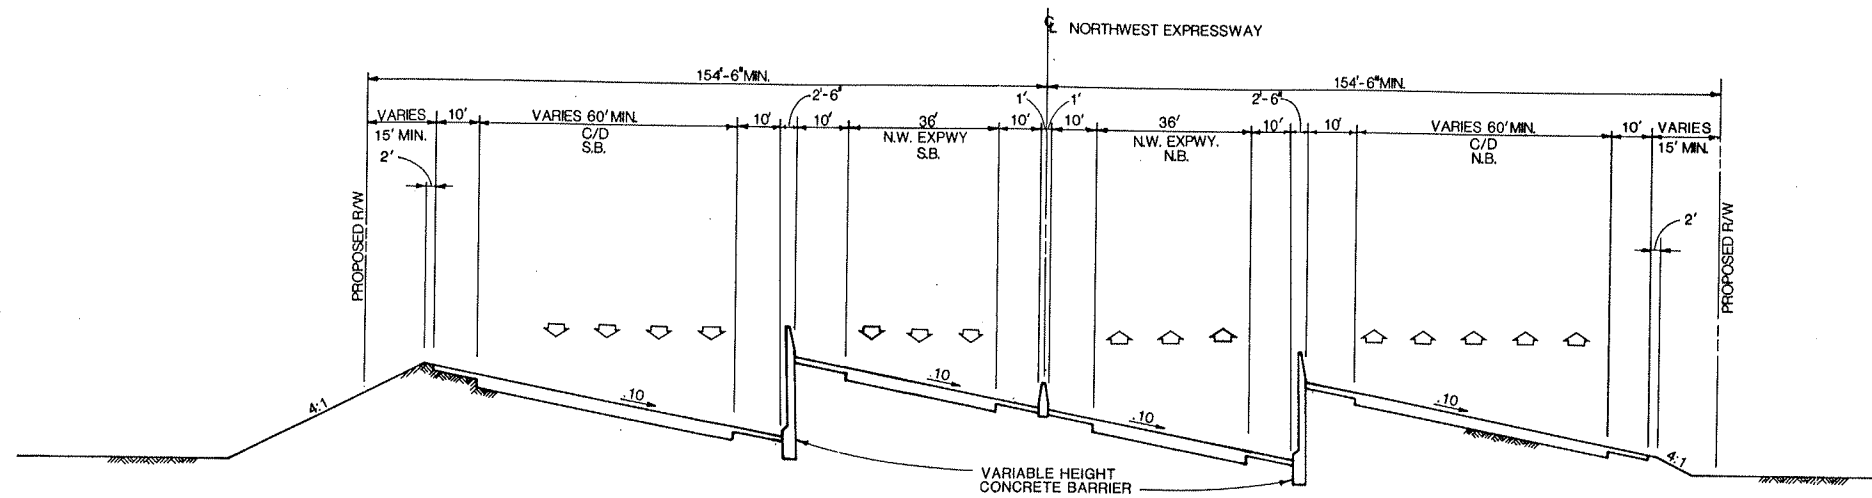 ℄ NORTHWEST EXPRESSWAY
154'-6" MIN.
154'-6" MIN.
2'-6"
1'
1'
2'-6"
VARIES
15' MIN.
10'
VARIES 60' MIN.
C/D
S.B.
10'
10'
36'
N.W. EXPWY
S.B.
10'
10'
36'
N.W. EXPWY.
N.B.
10'
10'
VARIES 60' MIN.
C/D
N.B.
10'
VARIES
15' MIN.
2'
2'
PROPOSED R/W
PROPOSED R/W
4:1
.10
.10
.10
.10
4:1
VARIABLE HEIGHT
CONCRETE BARRIER